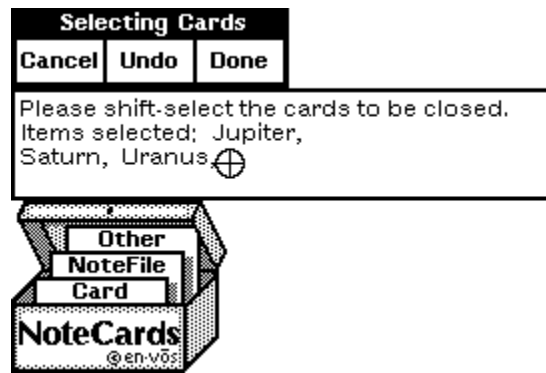 Selecting Cards
Cancel Undo Done
Please shift-select the cards to be closed.
Items selected: Jupiter,
Saturn, Uranus,
Other
NoteFile
Card
NoteCards
@en·vōs